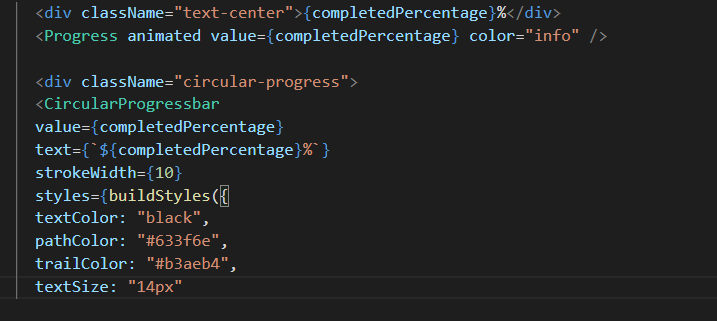 <div className="text-center">{completedPercentage}%</div>
<Progress animated value={completedPercentage} color="info" />
<div className="circular-progress">
<CircularProgressbar
value={completedPercentage}
text={`${completedPercentage}%`}
strokeWidth={10}
styles={buildStyles({
textColor: "black",
pathColor: "#633f6e",
trailColor: "#b3aeb4",
textSize: "14px"